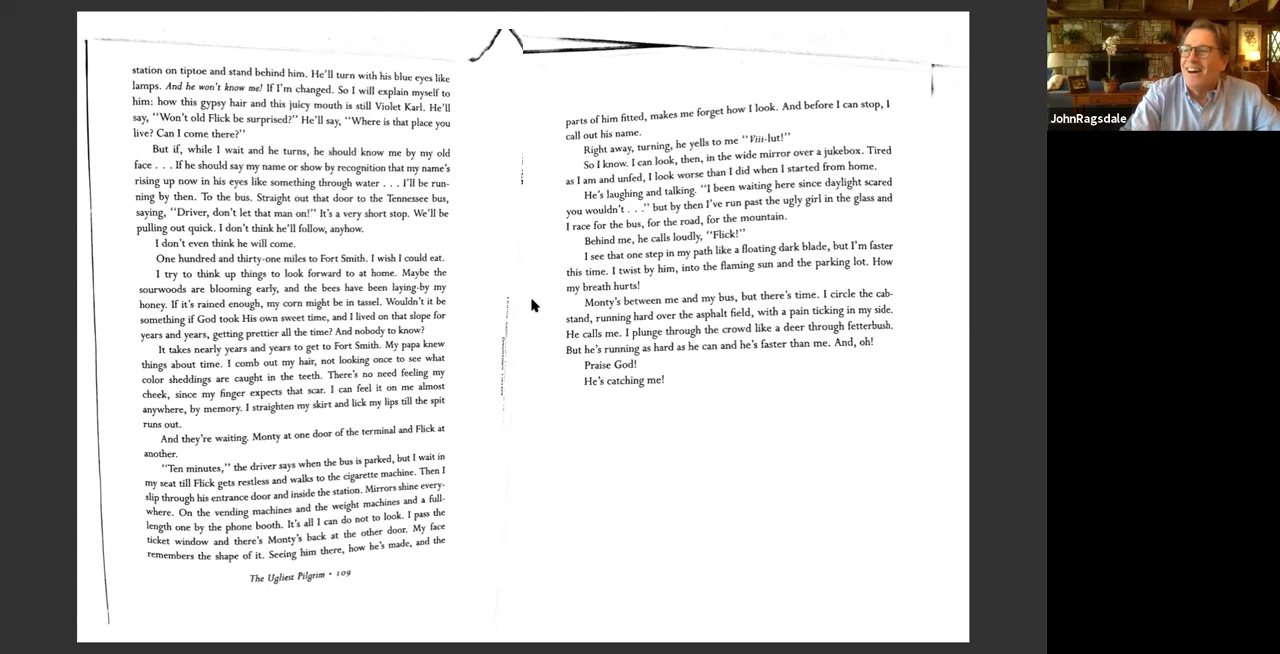 station on tiptoe and stand behind him. He'll turn with his blue eyes like
lamps. And he won't know me! If I'm changed. So I will explain myself to
him: how this gypsy hair and this juicy mouth is still Violet Karl. He'll
say, "Won't old Flick be surprised?" He'll say, "Where is that place you
live? Can I come there?"
But if, while I wait and he turns, he should know me by my old
face . . . If he should say my name or show by recognition that my name's
rising up now in his eyes like something through water . . . I'll be run-
ning by then. To the bus. Straight out that door to the Tennessee bus,
saying, "Driver, don't let that man on!" It's a very short stop. We'll be
pulling out quick. I don't think he'll follow, anyhow.
I don't even think he will come.
One hundred and thirty-one miles to Fort Smith. I wish I could eat.
I try to think up things to look forward to at home. Maybe the
sourwoods are blooming early, and the bees have been laying-by my
honey. If it's rained enough, my corn might be in tassel. Wouldn't it be
something if God took His own sweet time, and I lived on that slope for
years and years, getting prettier all the time? And nobody to know?
It takes nearly years and years to get to Fort Smith. My papa knew
things about time. I comb out my hair, not looking once to see what
color sheddings are caught in the teeth. There's no need feeling my
cheek, since my finger expects that scar. I can feel it on me almost
anywhere, by memory. I straighten my skirt and lick my lips till the spit
runs out.
And they're waiting. Monty at one door of the terminal and Flick at
another.
"Ten minutes," the driver says when the bus is parked, but I wait in
my seat till Flick gets restless and walks to the cigarette machine. Then I
slip through his entrance door and inside the station. Mirrors shine every-
where. On the vending machines and the weight machines and a full-
length one by the phone booth. It's all I can do not to look. I pass the
ticket window and there's Monty's back at the other door. My face
remembers the shape of it. Seeing him there, how he's made, and the
The Ugliest Pilgrim • 109
parts of him fitted, makes me forget how I look. And before I can stop, I
call out his name.
Right away, turning, he yells to me "Viii-lut!"
So I know. I can look, then, in the wide mirror over a jukebox. Tired
as I am and unfed, I look worse than I did when I started from home.
He's laughing and talking. "I been waiting here since daylight scared
you wouldn't . . ." but by then I've run past the ugly girl in the glass and
I race for the bus, for the road, for the mountain.
Behind me, he calls loudly, "Flick!"
I see that one step in my path like a floating dark blade, but I'm faster
this time. I twist by him, into the flaming sun and the parking lot. How
my breath hurts!
Monty's between me and my bus, but there's time. I circle the cab-
stand, running hard over the asphalt field, with a pain ticking in my side.
He calls me. I plunge through the crowd like a deer through fetterbush.
But he's running as hard as he can and he's faster than me. And, oh!
Praise God!
He's catching me!
JohnRagsdale